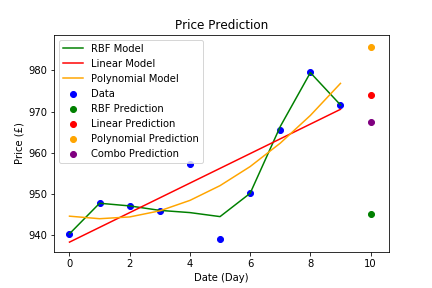 Price Prediction
RBF Model
Linear Model
Polynomial Model
Data
RBF Prediction
Linear Prediction
Polynomial Prediction
Combo Prediction
Price (£)
980
970
960
950
940
0 2 4 6 8 10
Date (Day)